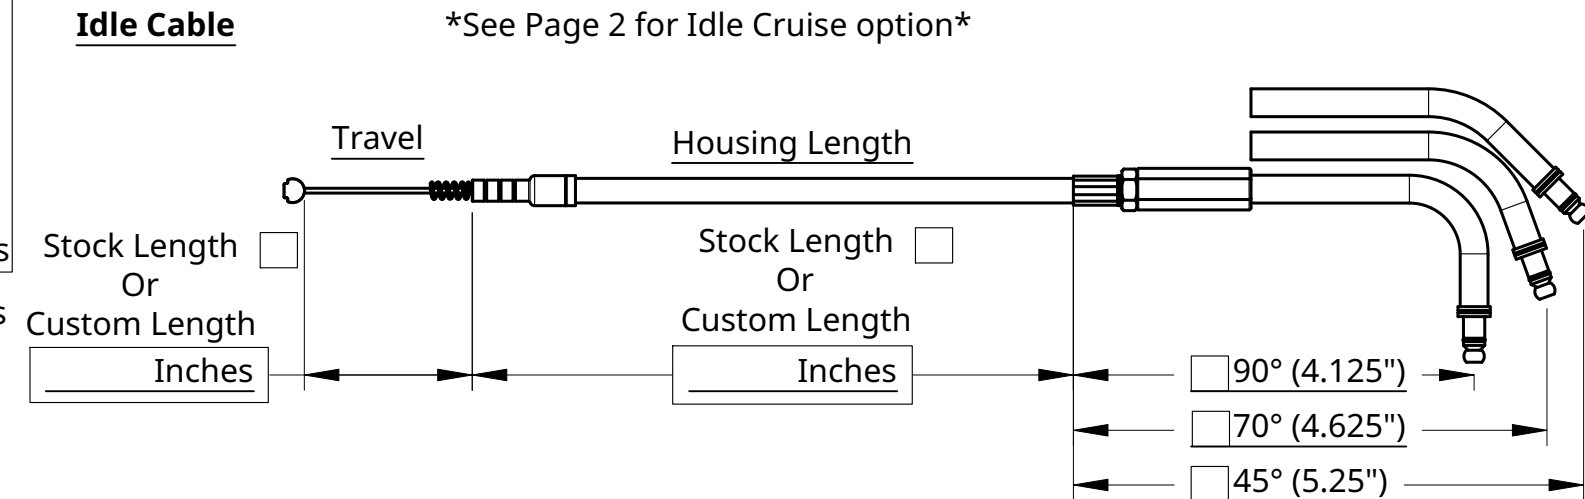 Idle Cable *See Page 2 for Idle Cruise option*
Travel
Housing Length
s
Stock Length
Or
s
Custom Length
Inches
Stock Length
Or
Custom Length
Inches
90° (4.125")
70° (4.625")
45° (5.25")